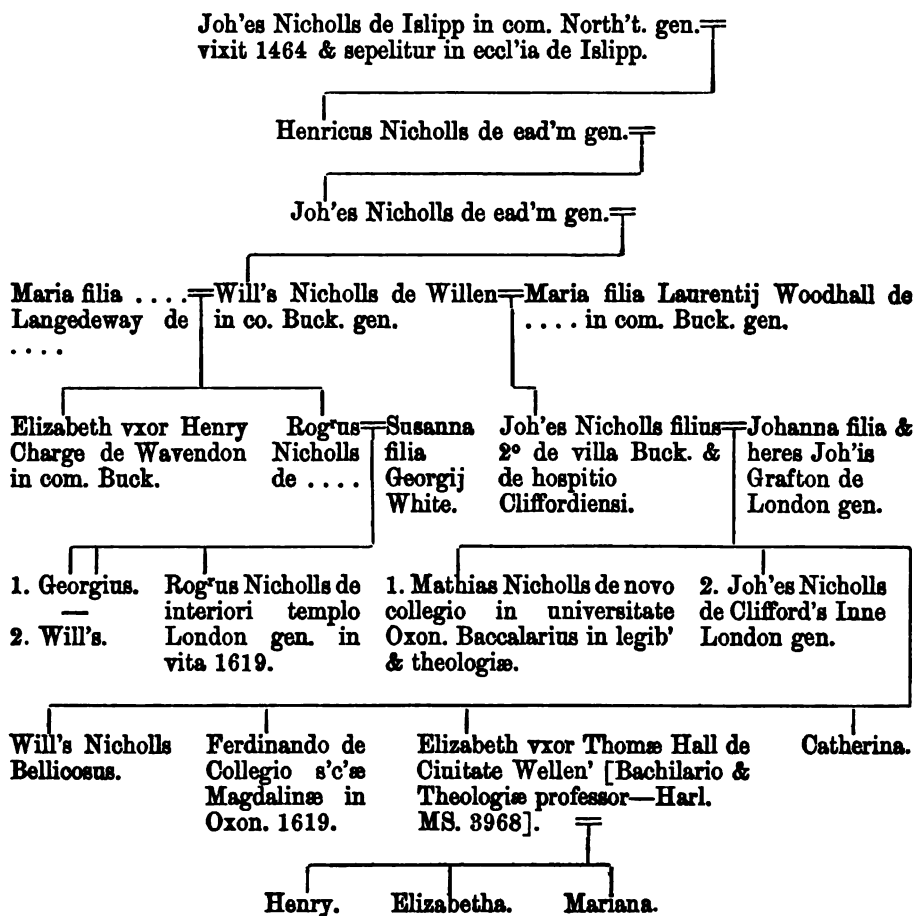 Joh'es Nicholls de Islipp in com. North't. gen.
vixit 1464 & sepelitur in eccl'ia de Islipp.
Henricus Nicholls de ead'm gen.
Joh'es Nicholls de ead'm gen.
Maria filia ....
Langedeway de
....
Will's Nicholls de Willen
in co. Buck. gen.
Maria filia Laurentij Woodhall de
.... in com. Buck. gen.
Elizabeth vxor Henry
Charge de Wavendon
in com. Buck.
Rogʳus
Nicholls
de ....
Susanna
filia
Georgij
White.
Joh'es Nicholls filius
2º de villa Buck. &
de hospitio
Cliffordiensi.
Johanna filia &
heres Joh'is
Grafton de
London gen.
1. Georgius.
2. Will's.
Rogʳus Nicholls de
interiori templo
London gen. in
vita 1619.
1. Mathias Nicholls de novo
collegio in universitate
Oxon. Baccalarius in legib'
& theologiæ.
2. Joh'es Nicholls
de Clifford's Inne
London gen.
Will's Nicholls
Bellicosus.
Ferdinando de
Collegio s'c'æ
Magdalinæ in
Oxon. 1619.
Elizabeth vxor Thomæ Hall de
Ciuitate Wellen' [Bachilario &
Theologiæ professor—Harl.
MS. 3968].
Catherina.
Henry.
Elizabetha.
Mariana.